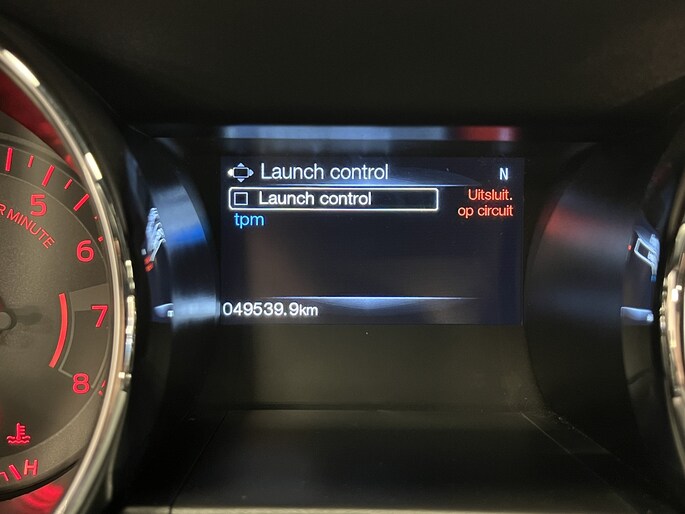 Launch control N
Launch control
Uitsluit.
op circuit
tpm
049539.9km
5
R MINUTE
6
7
8
H